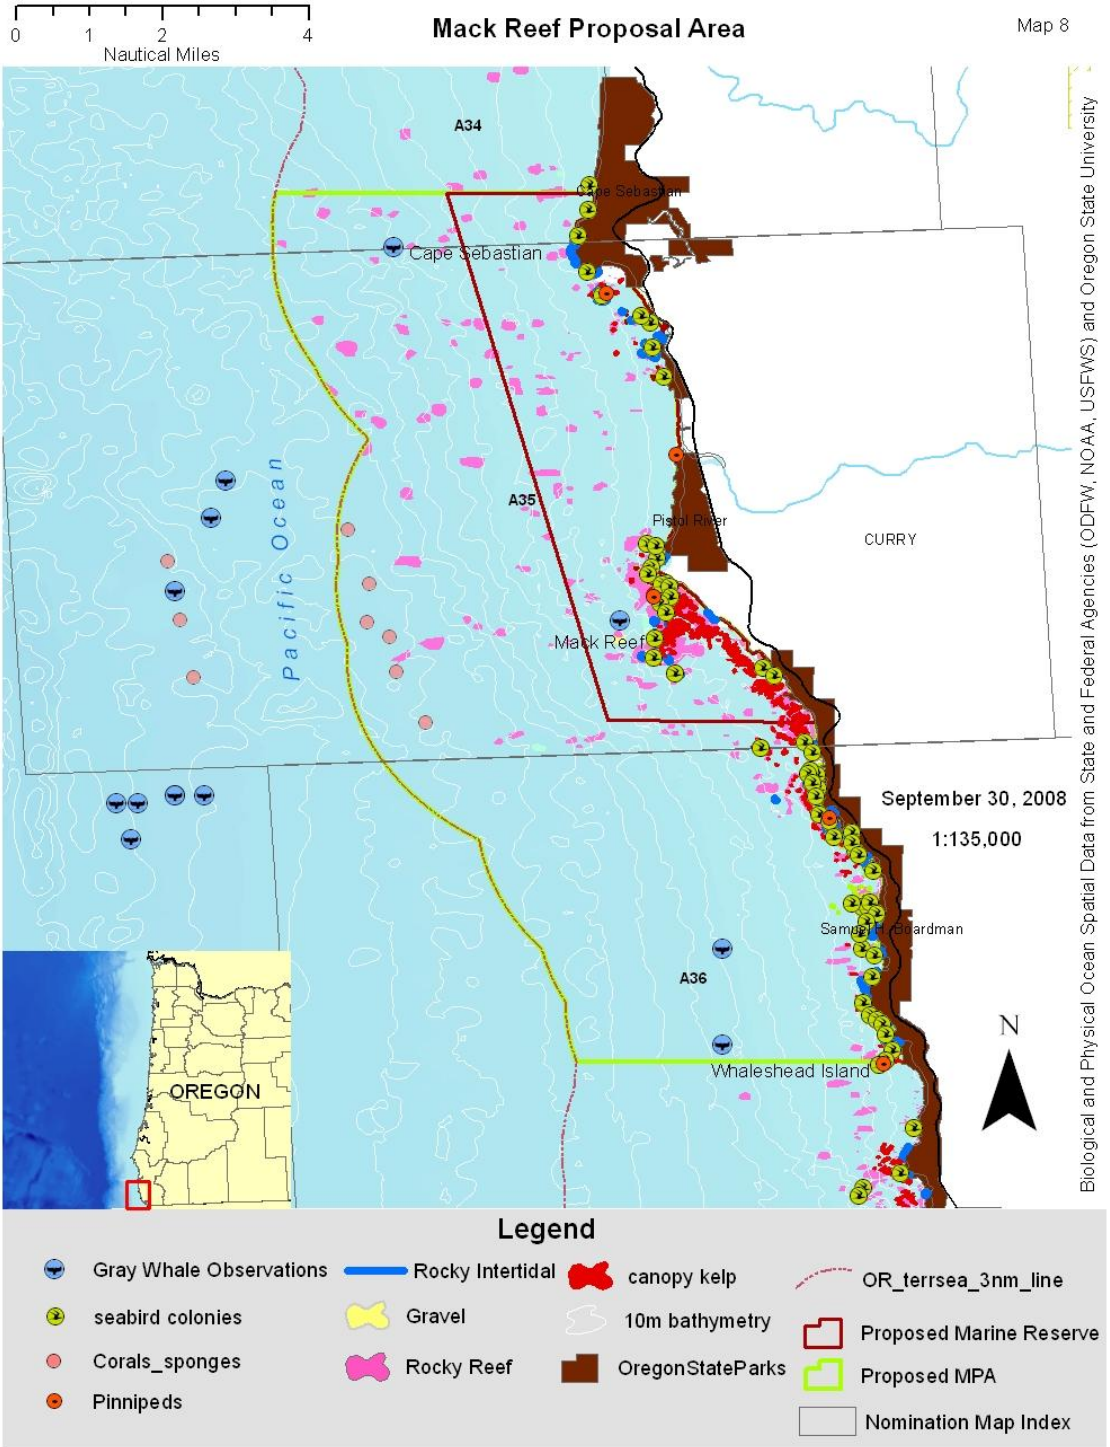 0 1 2 4
Nautical Miles
Mack Reef Proposal Area
Map 8
A34
Cape Sebastian
Cape Sebastian
A35
Pacific Ocean
Pistol River
CURRY
Mack Reef
September 30, 2008
1:135,000
Samuel H. Boardman
A36
N
Whaleshead Island
OREGON
Biological and Physical Ocean Spatial Data from State and Federal Agencies (ODFW, NOAA, USFWS) and Oregon State University
Legend
Gray Whale Observations
seabird colonies
Corals_sponges
Pinnipeds
Rocky Intertidal
Gravel
Rocky Reef
canopy kelp
10m bathymetry
OregonStateParks
OR_terrsea_3nm_line
Proposed Marine Reserve
Proposed MPA
Nomination Map Index